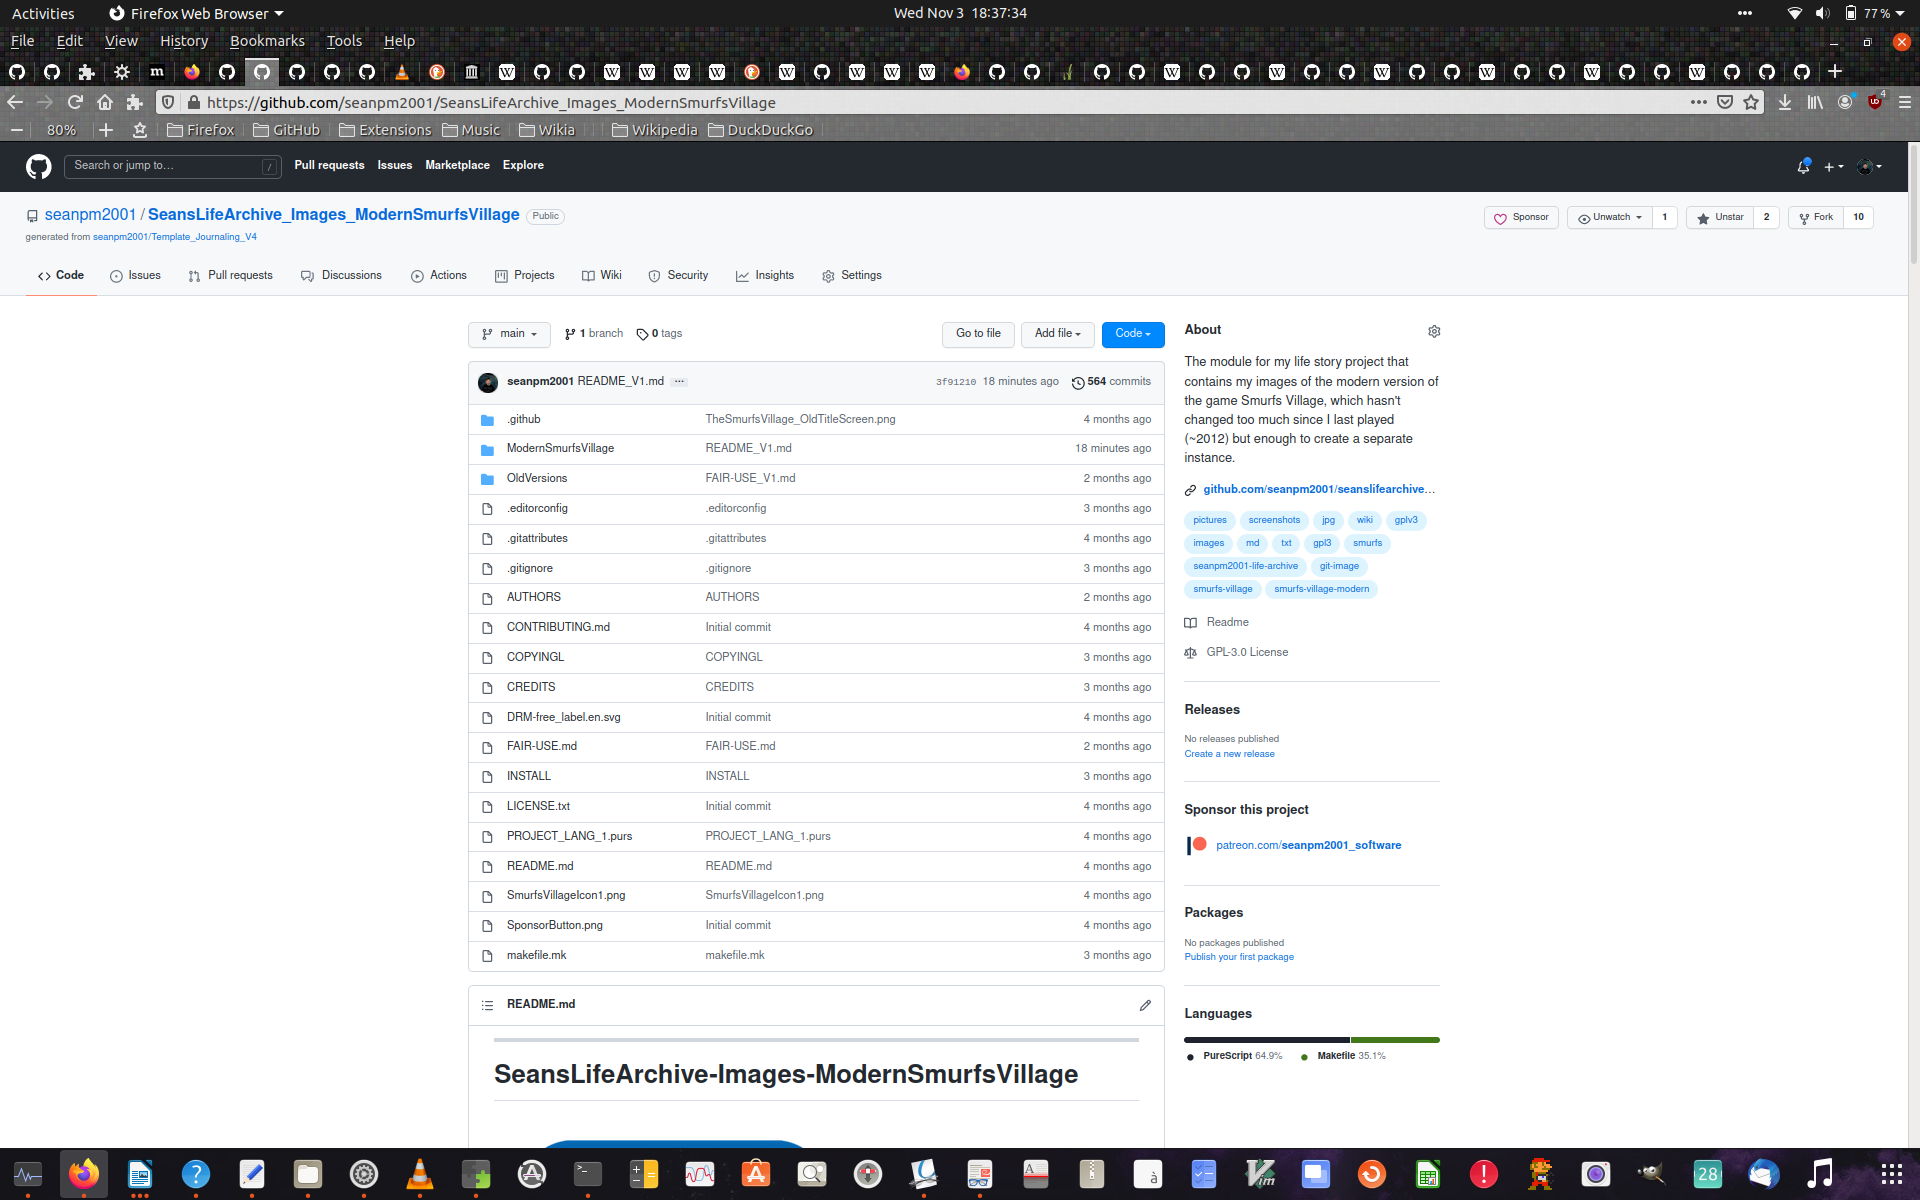 Activities Firefox Web Browser Wed Nov 3 18:37:34 77 %
File Edit View History Bookmarks Tools Help
https://github.com/seanpm2001/SeansLifeArchive_Images_ModernSmurfsVillage 4
80% Firefox GitHub Extensions Music Wikia Wikipedia DuckDuckGo
Search or jump to... / Pull requests Issues Marketplace Explore
seanpm2001 / SeansLifeArchive_Images_ModernSmurfsVillage Public Sponsor Unwatch 1 Unstar 2 Fork 10
generated from seanpm2001/Template_Journaling_V4
Code Issues Pull requests Discussions Actions Projects Wiki Security Insights Settings
main 1 branch 0 tags Go to file Add file Code
seanpm2001 README_V1.md ... 3f91210 18 minutes ago 564 commits
.github TheSmurfsVillage_OldTitleScreen.png 4 months ago
ModernSmurfsVillage README_V1.md 18 minutes ago
OldVersions FAIR-USE_V1.md 2 months ago
.editorconfig .editorconfig 3 months ago
.gitattributes .gitattributes 4 months ago
.gitignore .gitignore 3 months ago
AUTHORS AUTHORS 2 months ago
CONTRIBUTING.md Initial commit 4 months ago
COPYINGL COPYINGL 3 months ago
CREDITS CREDITS 3 months ago
DRM-free_label.en.svg Initial commit 4 months ago
FAIR-USE.md FAIR-USE.md 2 months ago
INSTALL INSTALL 3 months ago
LICENSE.txt Initial commit 4 months ago
PROJECT_LANG_1.purs PROJECT_LANG_1.purs 4 months ago
README.md README.md 4 months ago
SmurfsVillageIcon1.png SmurfsVillageIcon1.png 4 months ago
SponsorButton.png Initial commit 4 months ago
makefile.mk makefile.mk 3 months ago
README.md
SeansLifeArchive-Images-ModernSmurfsVillage
About
The module for my life story project that
contains my images of the modern version of
the game Smurfs Village, which hasn't
changed too much since I last played
(~2012) but enough to create a separate
instance.
github.com/seanpm2001/seanslifearchive...
pictures screenshots jpg wiki gplv3
images md txt gpl3 smurfs
seanpm2001-life-archive git-image
smurfs-village smurfs-village-modern
Readme
GPL-3.0 License
Releases
No releases published
Create a new release
Sponsor this project
patreon.com/seanpm2001_software
Packages
No packages published
Publish your first package
Languages
PureScript 64.9% Makefile 35.1%
28